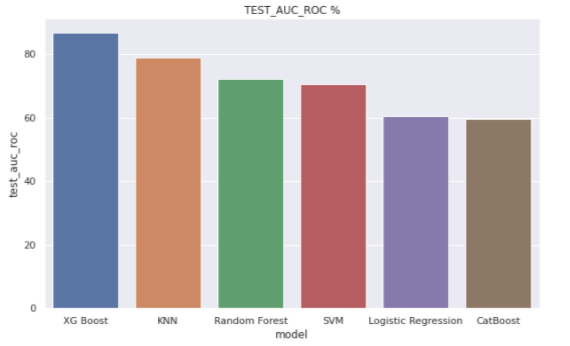 TEST_AUC_ROC %
test_auc_roc
80
60
40
20
0
XG Boost KNN Random Forest SVM Logistic Regression CatBoost
model